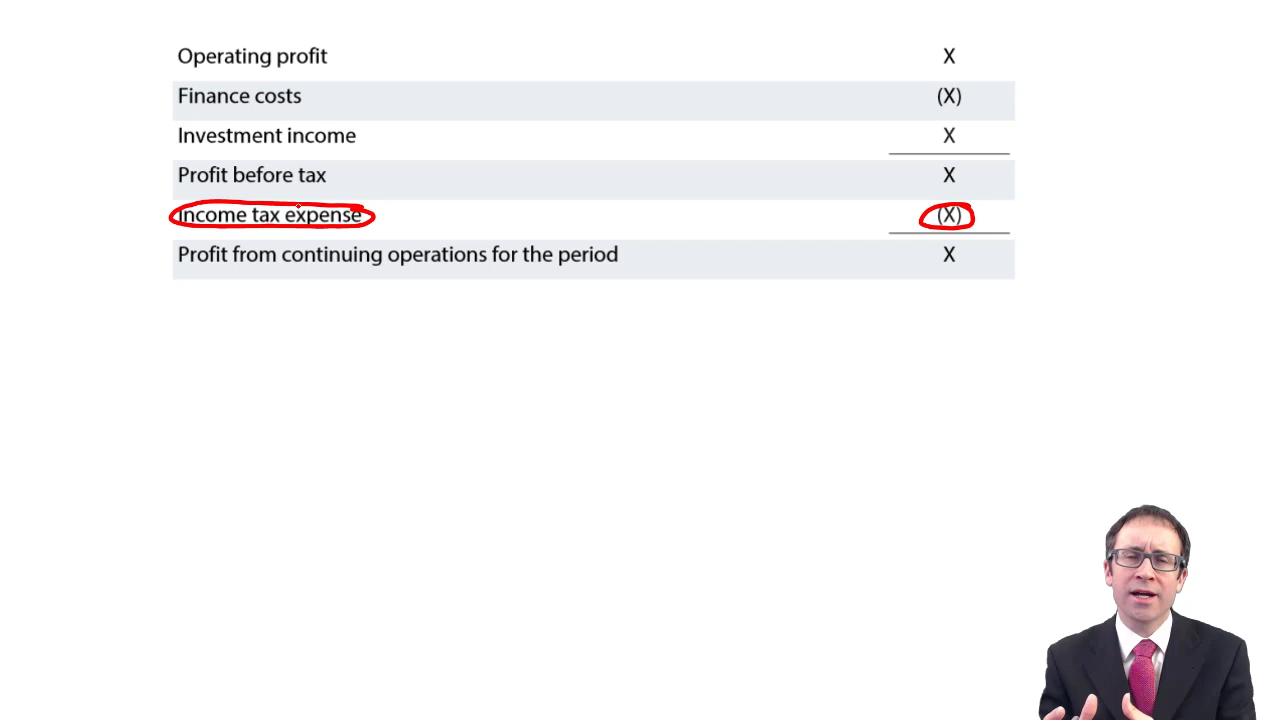 Operating profit X
Finance costs (X)
Investment income X
Profit before tax X
Income tax expense (X)
Profit from continuing operations for the period X